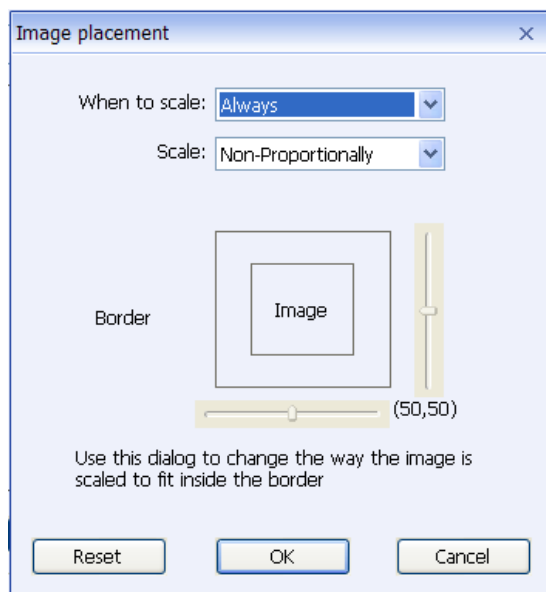 Image placement
When to scale: Always
Scale: Non-Proportionally
Border
Image
(50,50)
Use this dialog to change the way the image is
scaled to fit inside the border
Reset OK Cancel